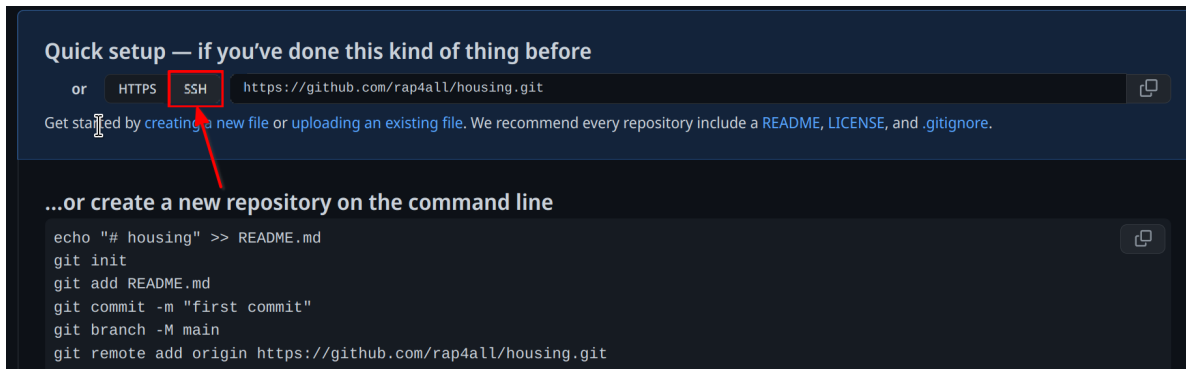 Quick setup — if you’ve done this kind of thing before
or HTTPS SSH https://github.com/rap4all/housing.git
Get started by creating a new file or uploading an existing file. We recommend every repository include a README, LICENSE, and .gitignore.
…or create a new repository on the command line
echo "# housing" >> README.md
git init
git add README.md
git commit -m "first commit"
git branch -M main
git remote add origin https://github.com/rap4all/housing.git